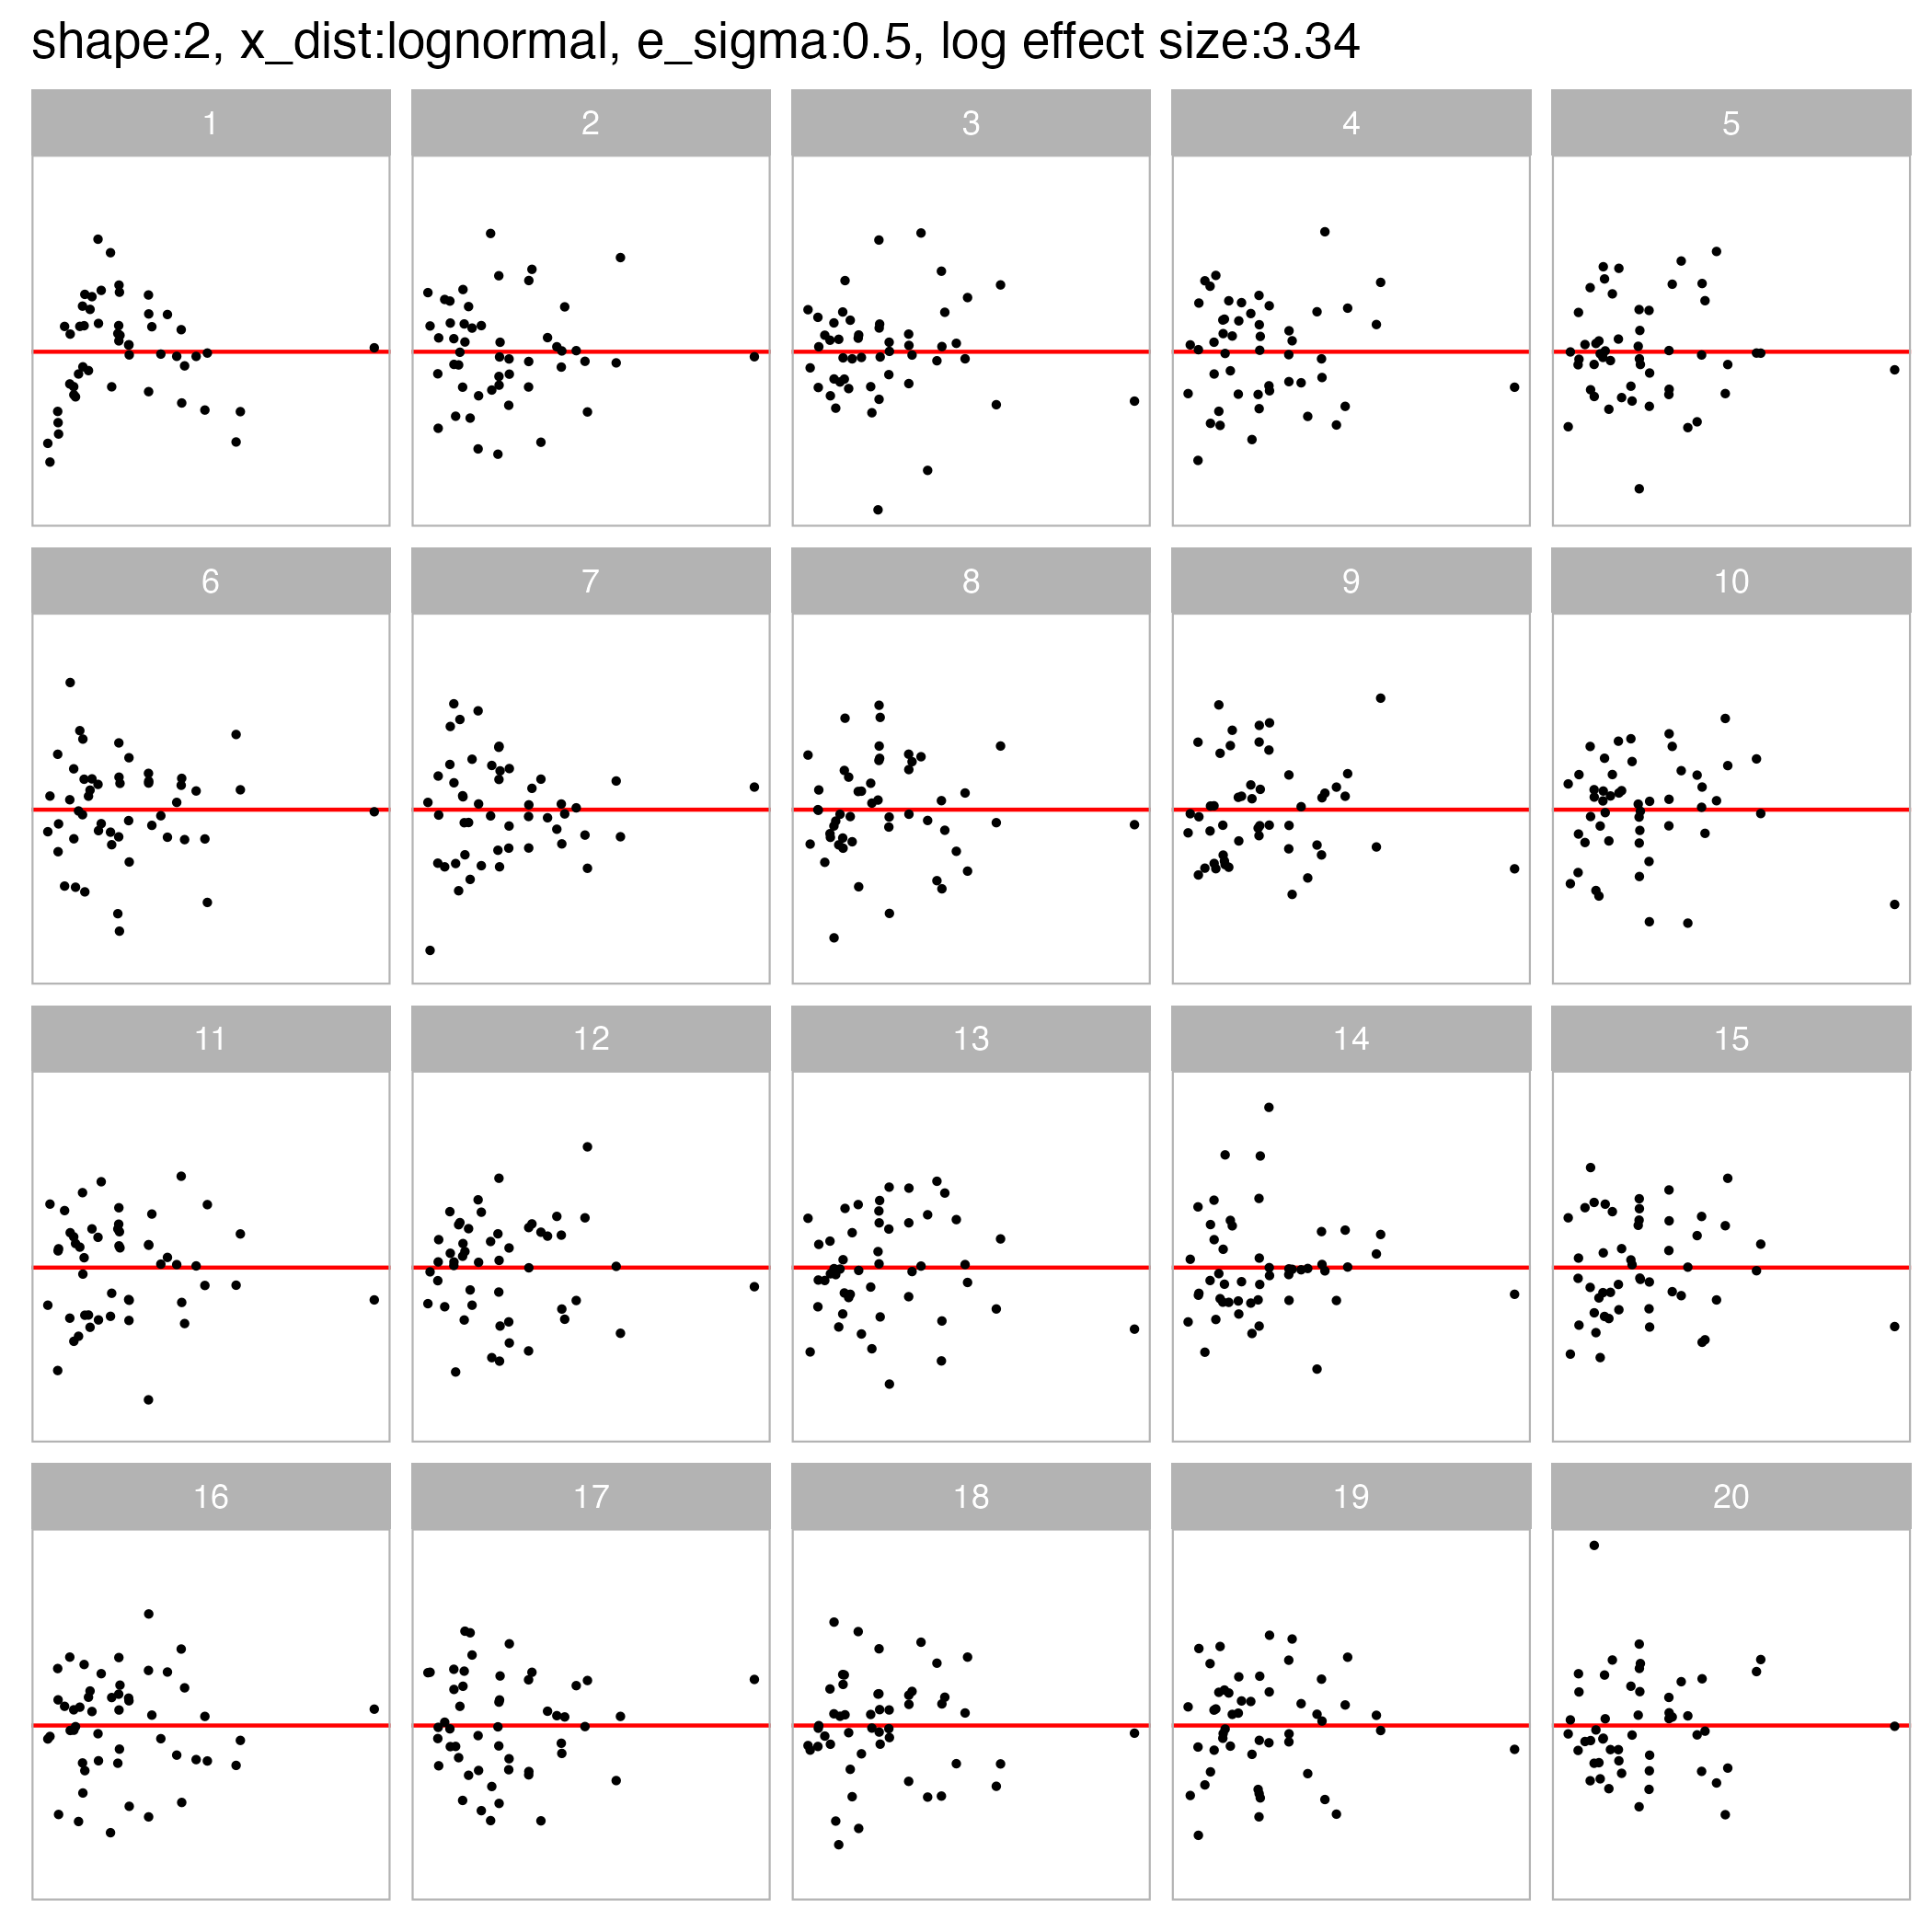 shape:2, x_dist:lognormal, e_sigma:0.5, log effect size:3.34
1 2 3 4 5
6 7 8 9 10
11 12 13 14 15
16 17 18 19 20